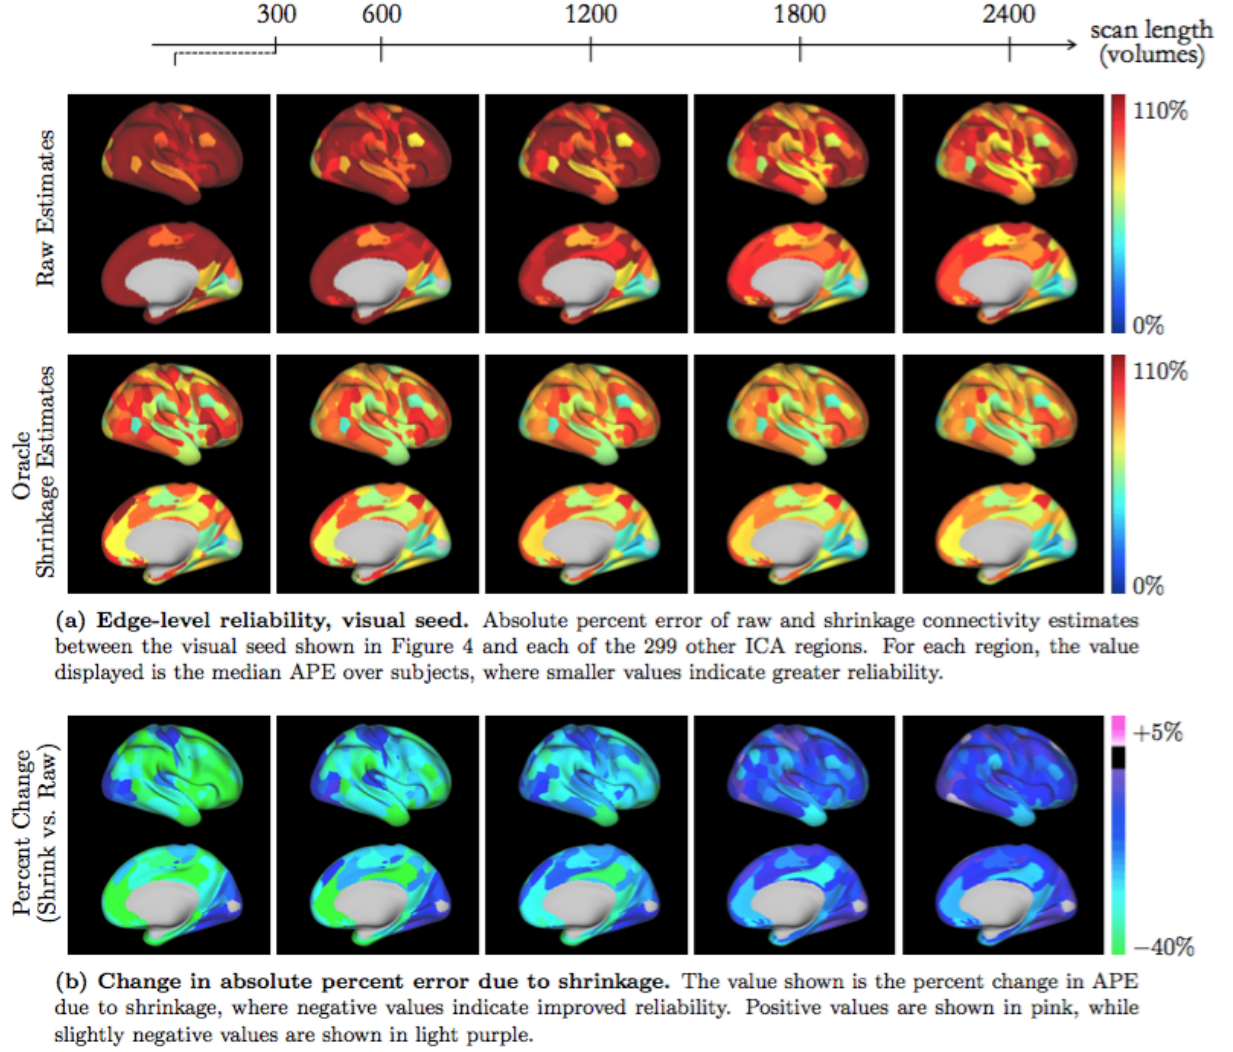 300 600 1200 1800 2400
scan length
(volumes)
Raw Estimates
110%
0%
Oracle
Shrinkage Estimates
110%
0%
(a) Edge-level reliability, visual seed. Absolute percent error of raw and shrinkage connectivity estimates
between the visual seed shown in Figure 4 and each of the 299 other ICA regions. For each region, the value
displayed is the median APE over subjects, where smaller values indicate greater reliability.
Percent Change
(Shrink vs. Raw)
+5%
−40%
(b) Change in absolute percent error due to shrinkage. The value shown is the percent change in APE
due to shrinkage, where negative values indicate improved reliability. Positive values are shown in pink, while
slightly negative values are shown in light purple.